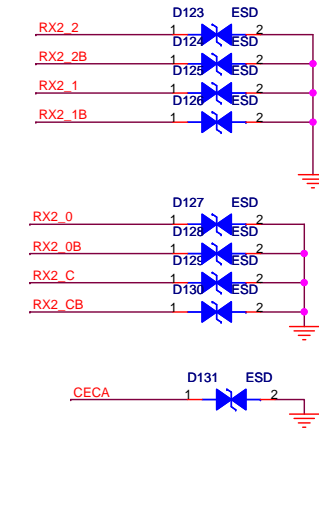 D123 ESD
RX2_2 1 2
D124 ESD
RX2_2B 1 2
D125 ESD
RX2_1 1 2
D126 ESD
RX2_1B 1 2
D127 ESD
RX2_0 1 2
D128 ESD
RX2_0B 1 2
D129 ESD
RX2_C 1 2
D130 ESD
RX2_CB 1 2
D131 ESD
CECA 1 2